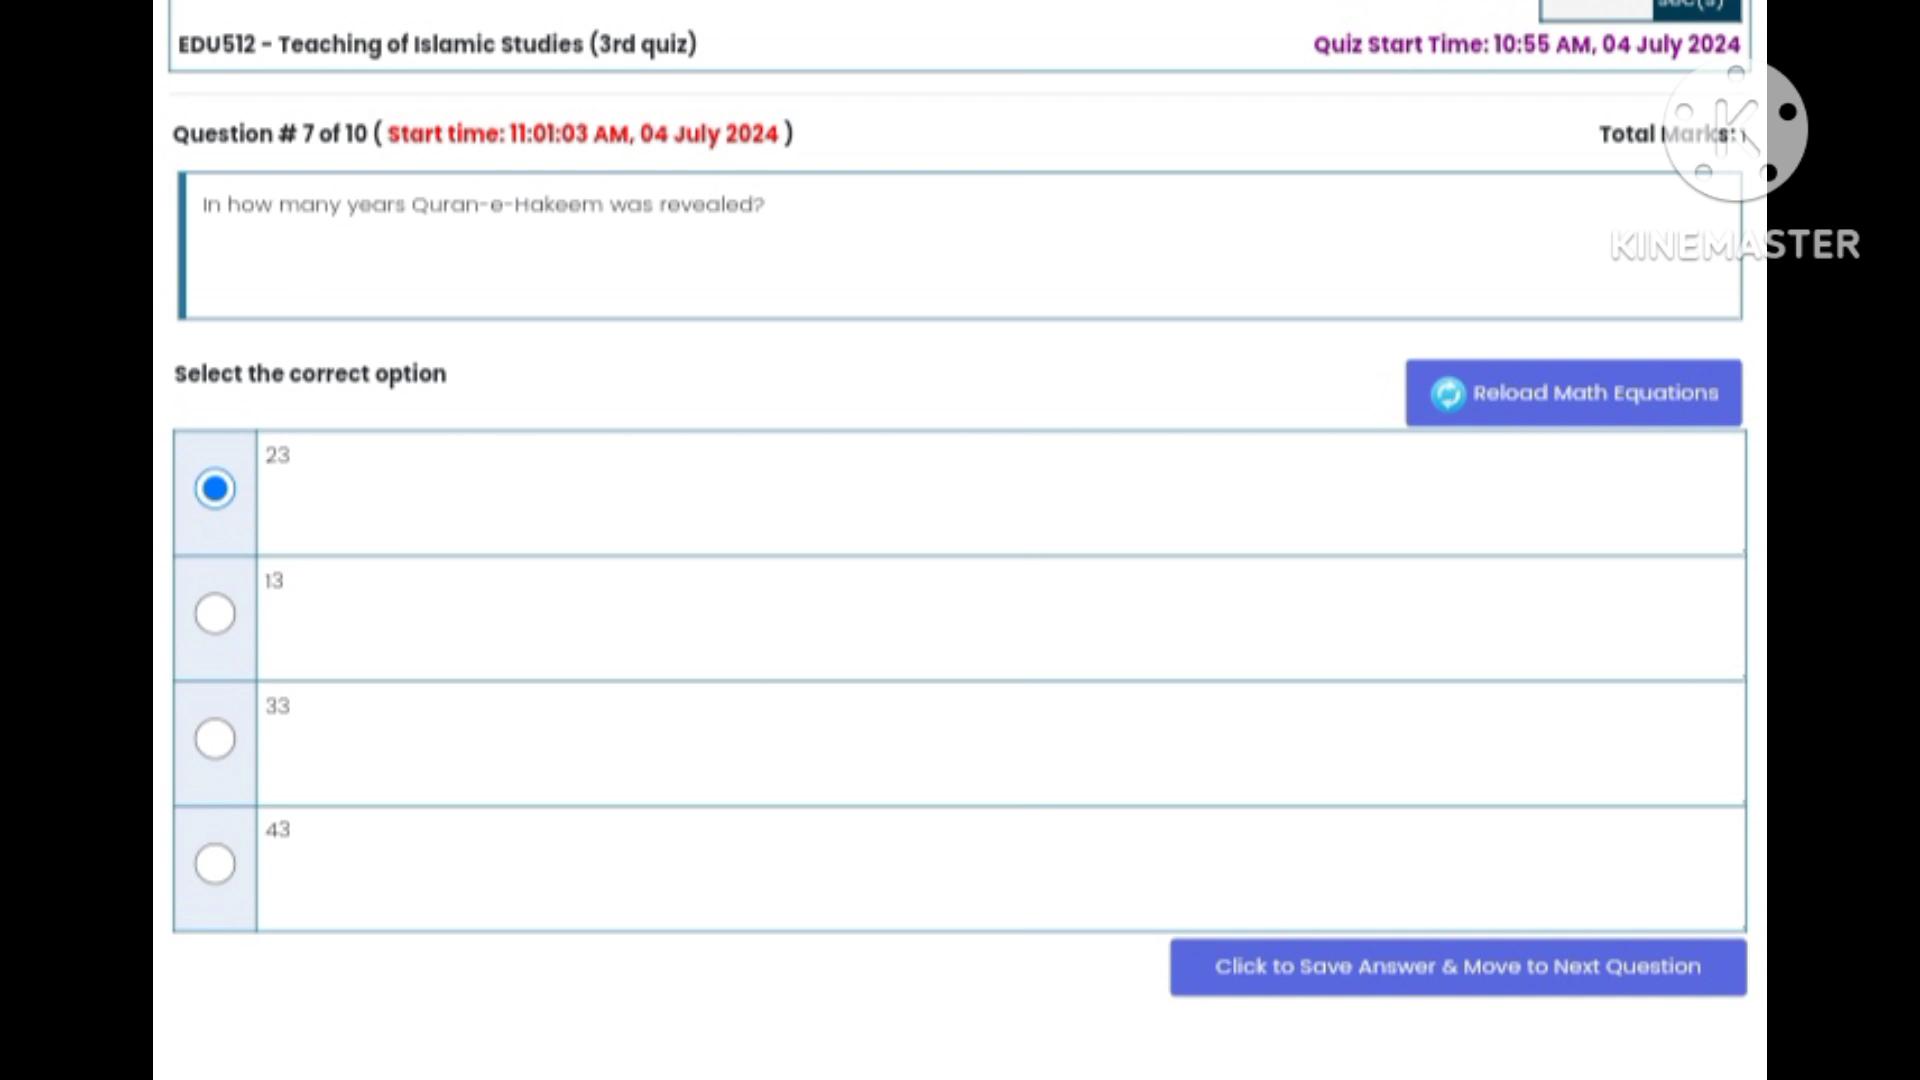 sec(s)
EDU512 - Teaching of Islamic Studies (3rd quiz)
Quiz Start Time: 10:55 AM, 04 July 2024
Question # 7 of 10 ( Start time: 11:01:03 AM, 04 July 2024 )
Total Marks: 1
K
KINEMASTER
In how many years Quran-e-Hakeem was revealed?
Select the correct option
Reload Math Equations
23
13
33
43
Click to Save Answer & Move to Next Question